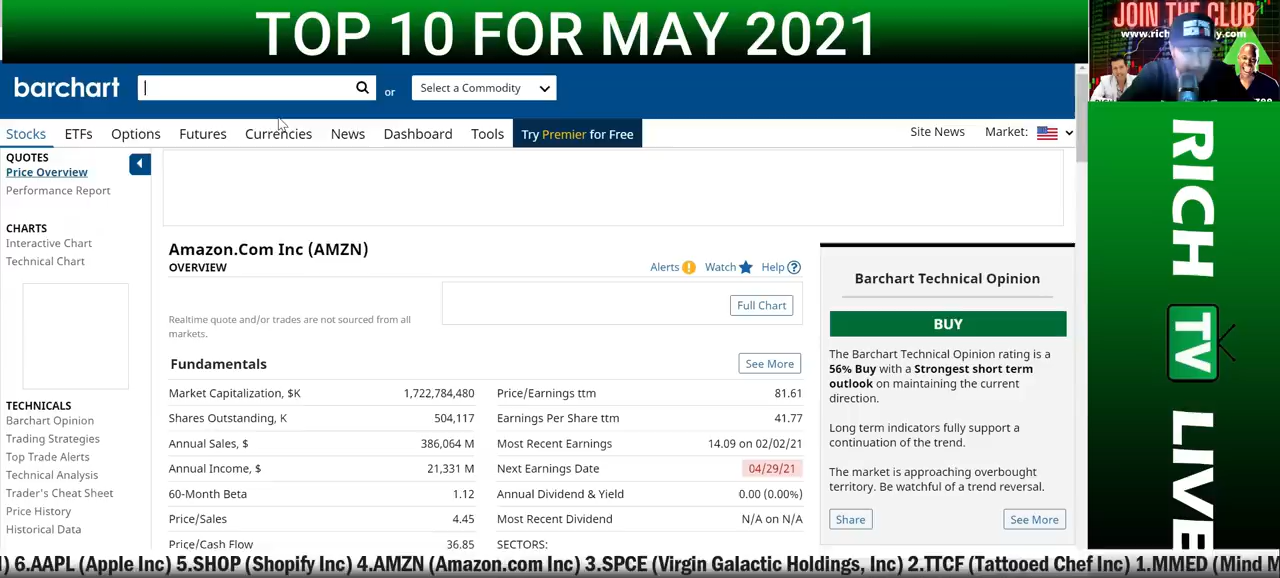 TOP 10 FOR MAY 2021
JOIN THE CLUB
barchart
or
Select a Commodity
Stocks ETFs Options Futures Currencies News Dashboard Tools Try Premier for Free
Site News Market:
QUOTES
Price Overview
Performance Report
CHARTS
Interactive Chart
Technical Chart
TECHNICALS
Barchart Opinion
Trading Strategies
Top Trade Alerts
Technical Analysis
Trader's Cheat Sheet
Price History
Historical Data
Amazon.Com Inc (AMZN)
OVERVIEW
Alerts Watch Help
Realtime quote and/or trades are not sourced from all
markets.
Full Chart
Fundamentals See More
Market Capitalization, $K 1,722,784,480 Price/Earnings ttm 81.61
Shares Outstanding, K 504,117 Earnings Per Share ttm 41.77
Annual Sales, $ 386,064 M Most Recent Earnings 14.09 on 02/02/21
Annual Income, $ 21,331 M Next Earnings Date 04/29/21
60-Month Beta 1.12 Annual Dividend & Yield 0.00 (0.00%)
Price/Sales 4.45 Most Recent Dividend N/A on N/A
Price/Cash Flow 36.85 SECTORS:
Barchart Technical Opinion
BUY
The Barchart Technical Opinion rating is a
56% Buy with a Strongest short term
outlook on maintaining the current
direction.
Long term indicators fully support a
continuation of the trend.
The market is approaching overbought
territory. Be watchful of a trend reversal.
Share See More
RICH TV LIVE
) 6.AAPL (Apple Inc) 5.SHOP (Shopify Inc) 4.AMZN (Amazon.com Inc) 3.SPCE (Virgin Galactic Holdings, Inc) 2.TTCF (Tattooed Chef Inc) 1.MMED (Mind M